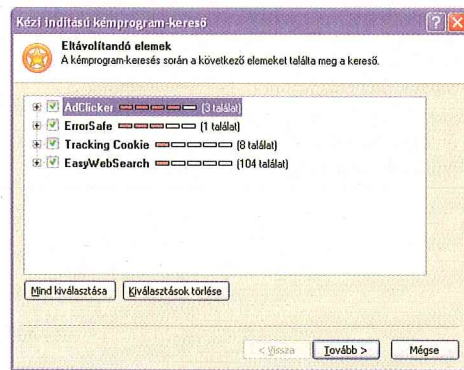 Kézi indítású kémprogram-kereső
Eltávolítandó elemek
A kémprogram-keresés során a következő elemeket találta meg a kereső.
AdClicker (3 találat)
ErrorSafe (1 találat)
Tracking Cookie (8 találat)
EasyWebSearch (104 találat)
Mind kiválasztása Kiválasztások törlése
< Vissza Tovább > Mégse